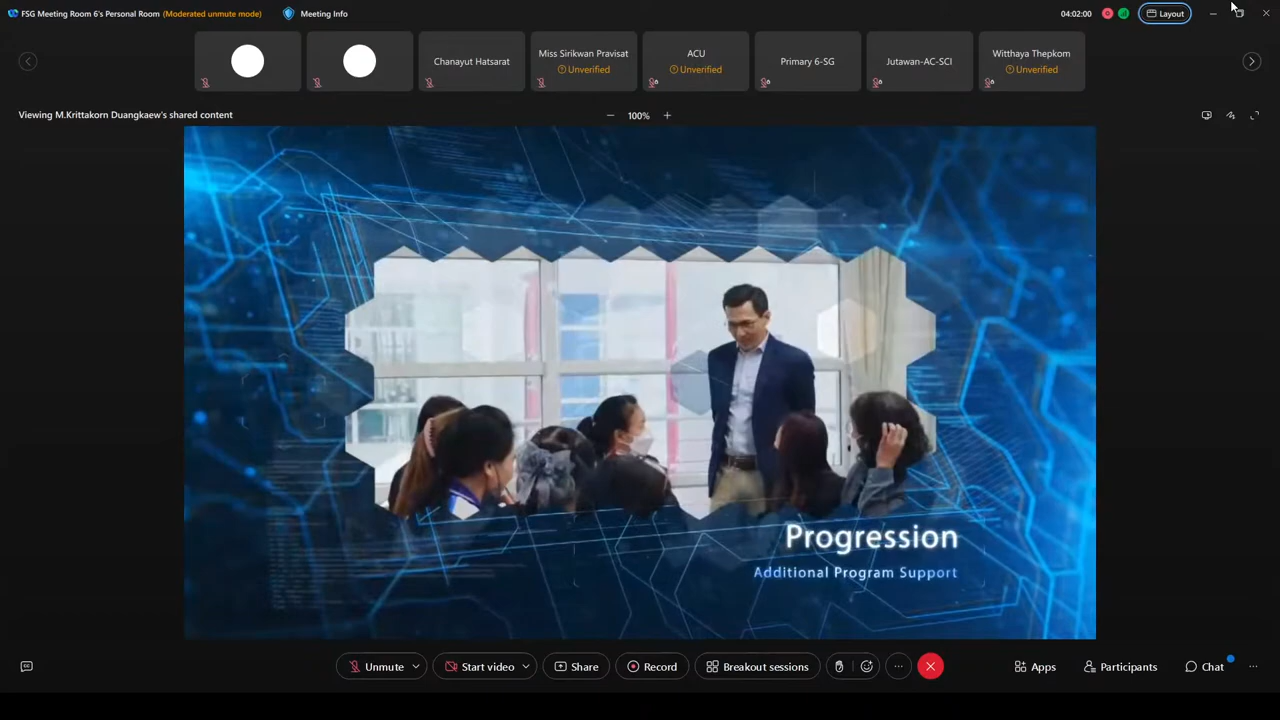 FSG Meeting Room 6's Personal Room (Moderated unmute mode) Meeting Info 04:02:00 Layout
Chanayut Hatsarat
Miss Sirikwan Pravisat
Unverified
ACU
Unverified
Primary 6-SG
Jutawan-AC-SCI
Witthaya Thepkom
Unverified
Viewing M.Krittakorn Duangkaew's shared content
100%
Progression
Additional Program Support
Unmute Start video Share Record Breakout sessions Apps Participants Chat